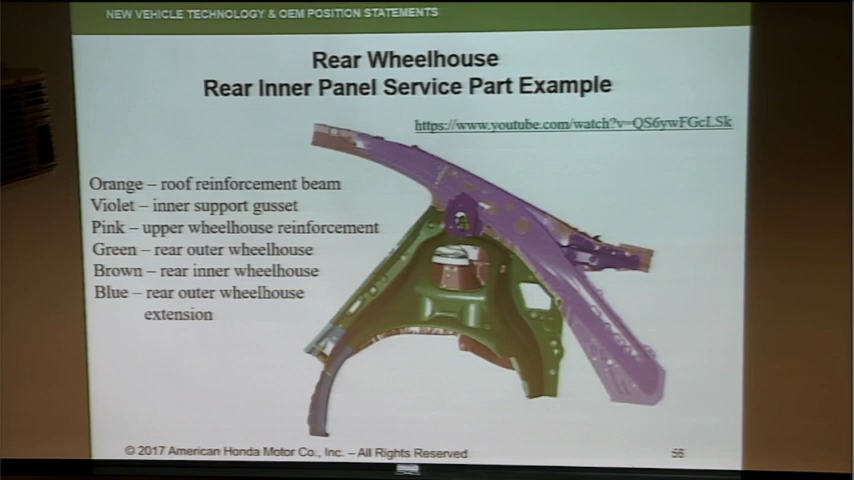 NEW VEHICLE TECHNOLOGY & OEM POSITION STATEMENTS
Rear Wheelhouse
Rear Inner Panel Service Part Example
https://www.youtube.com/watch?v=QS6ywFGcLSk
Orange – roof reinforcement beam
Violet – inner support gusset
Pink – upper wheelhouse reinforcement
Green – rear outer wheelhouse
Brown – rear inner wheelhouse
Blue – rear outer wheelhouse
extension
© 2017 American Honda Motor Co., Inc. – All Rights Reserved
56